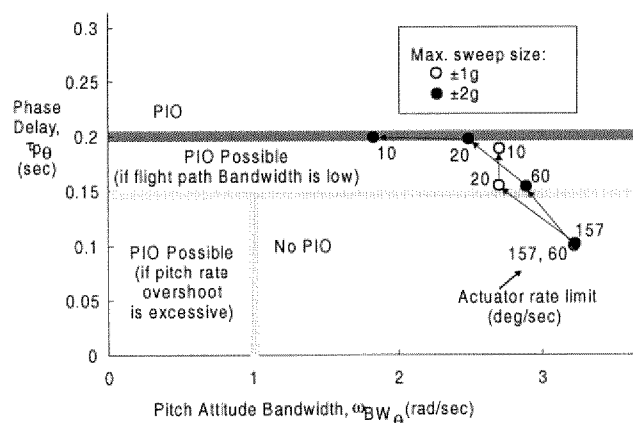 0.3
Max. sweep size:
±1g
±2g
0.25
Phase
Delay,
τpθ
(sec)
PIO
0.2
10
20
10
PIO Possible
(if flight path Bandwidth is low)
20
60
0.15
157
157, 60
0.1
PIO Possible
(if pitch rate
overshoot
is excessive)
No PIO
Actuator rate limit
(deg/sec)
0.05
0
0
1
2
3
Pitch Attitude Bandwidth, ωBWθ (rad/sec)